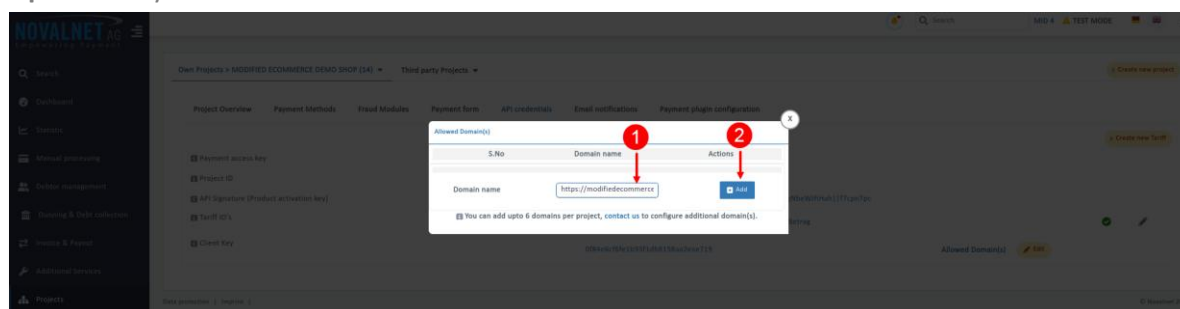 NOVALNET AG
Search
MID 4
TEST MODE
Search
Own Projects > MODIFIED ECOMMERCE DEMO SHOP (14)
Third party Projects
Create new project
Dashboard
Project Overview
Payment Methods
Fraud Modules
Payment form
API credentials
Email notifications
Payment plugin configuration
X
Statistic
Allowed Domain(s)
1
2
Create new Tariff
S.No
Domain name
Actions
Manual processing
Payment access key
Project ID
Debtor management
Domain name
https://modifiedecommerce
Add
API Signature (Product activation key)
Dunning & Debt collection
Tariff ID's
You can add upto 6 domains per project, contact us to configure additional domain(s).
Invoice & Payout
Client Key
Allowed Domain(s)
Edit
Additional Services
Projects
Data protection | Imprint |